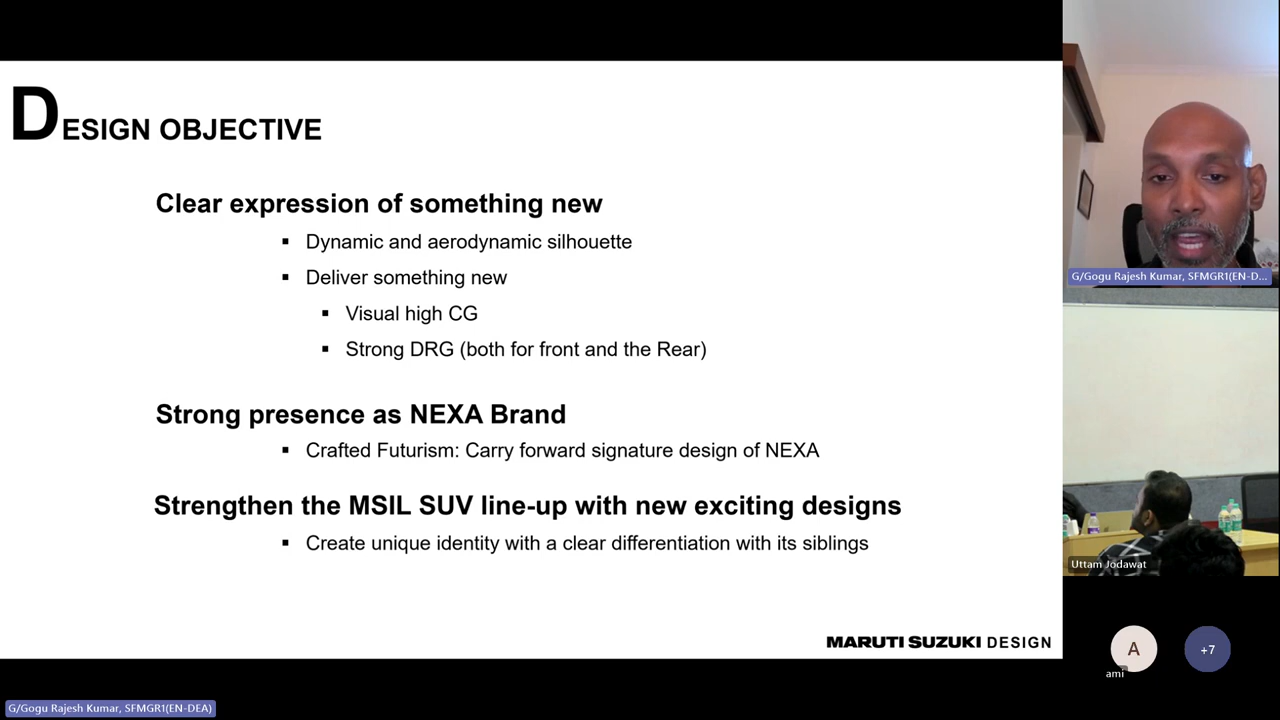 DESIGN OBJECTIVE
Clear expression of something new
▪ Dynamic and aerodynamic silhouette
▪ Deliver something new
▪ Visual high CG
▪ Strong DRG (both for front and the Rear)
Strong presence as NEXA Brand
▪ Crafted Futurism: Carry forward signature design of NEXA
Strengthen the MSIL SUV line-up with new exciting designs
▪ Create unique identity with a clear differentiation with its siblings
MARUTI SUZUKI DESIGN
G/Gogu Rajesh Kumar, SFMGR1(EN-DEA)
G/Gogu Rajesh Kumar, SFMGR1(EN-D...
Uttam Jodawat
A
ami
+7